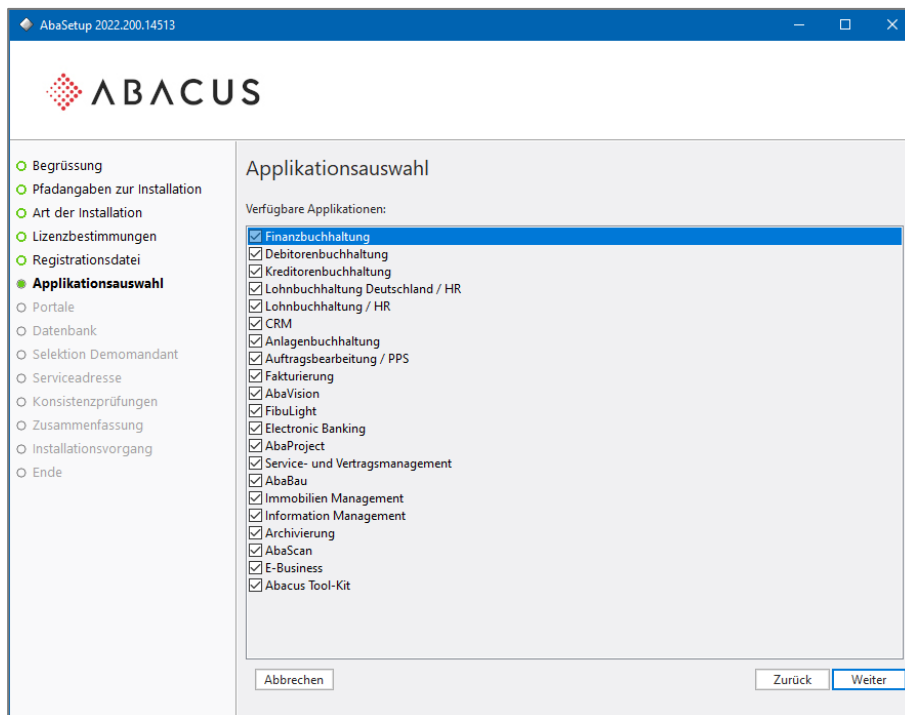 AbaSetup 2022.200.14513
ABACUS
Begrüssung
Pfadangaben zur Installation
Art der Installation
Lizenzbestimmungen
Registrationsdatei
Applikationsauswahl
Portale
Datenbank
Selektion Demomandant
Serviceadresse
Konsistenzprüfungen
Zusammenfassung
Installationsvorgang
Ende
Applikationsauswahl
Verfügbare Applikationen:
Finanzbuchhaltung
Debitorenbuchhaltung
Kreditorenbuchhaltung
Lohnbuchhaltung Deutschland / HR
Lohnbuchhaltung / HR
CRM
Anlagenbuchhaltung
Auftragsbearbeitung / PPS
Fakturierung
AbaVision
FibuLight
Electronic Banking
AbaProject
Service- und Vertragsmanagement
AbaBau
Immobilien Management
Information Management
Archivierung
AbaScan
E-Business
Abacus Tool-Kit
Abbrechen
Zurück
Weiter